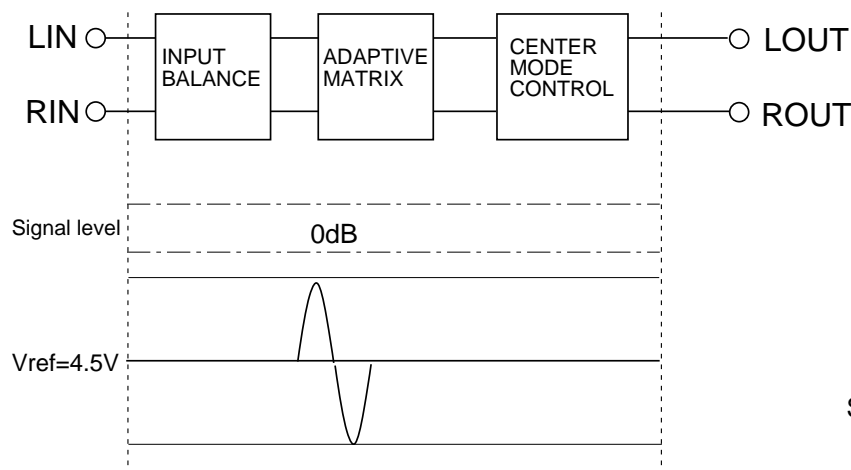 LIN
INPUT
BALANCE
ADAPTIVE
MATRIX
CENTER
MODE
CONTROL
LOUT
RIN
ROUT
Signal level
0dB
Vref=4.5V